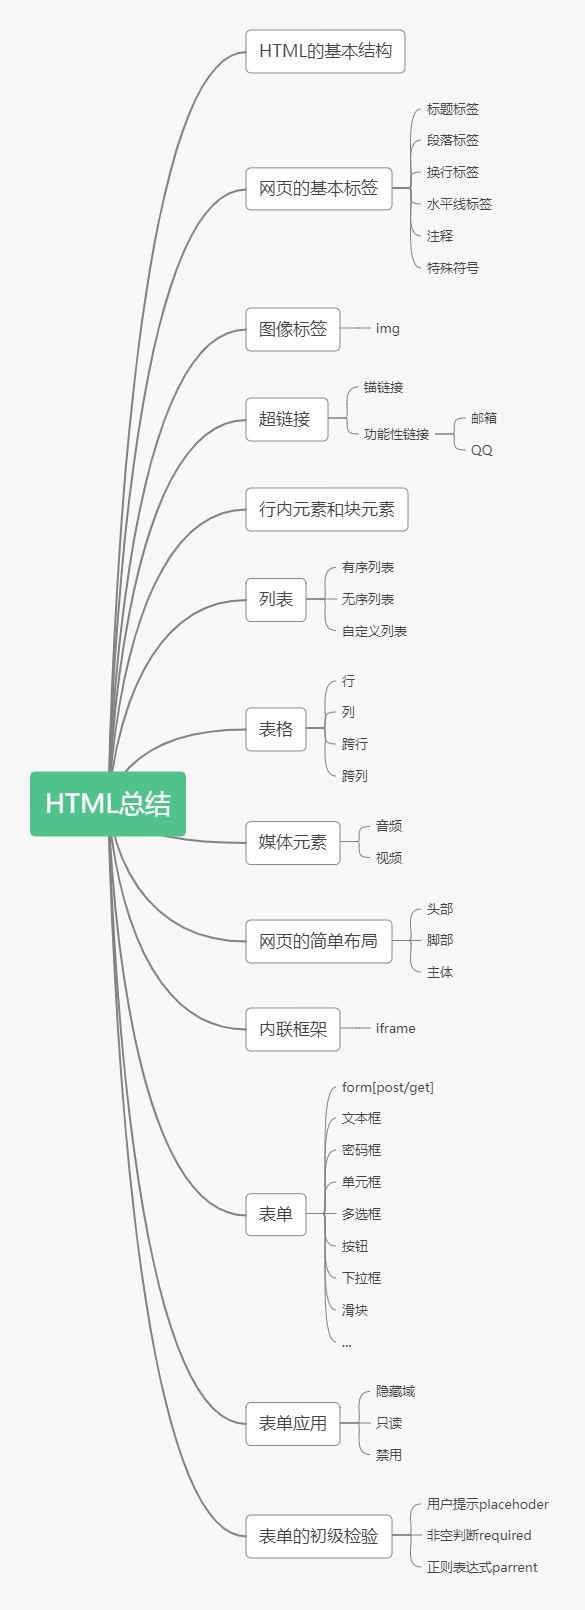 HTML的基本结构
标题标签
段落标签
换行标签
网页的基本标签
水平线标签
注释
特殊符号
图像标签
img
锚链接
超链接
功能性链接
邮箱
QQ
行内元素和块元素
有序列表
列表
无序列表
自定义列表
行
列
表格
跨行
跨列
HTML总结
音频
媒体元素
视频
头部
网页的简单布局
脚部
主体
内联框架
iframe
form[post/get]
文本框
密码框
单元框
表单
多选框
按钮
下拉框
滑块
...
隐藏域
表单应用
只读
禁用
用户提示placehoder
表单的初级检验
非空判断required
正则表达式parrent